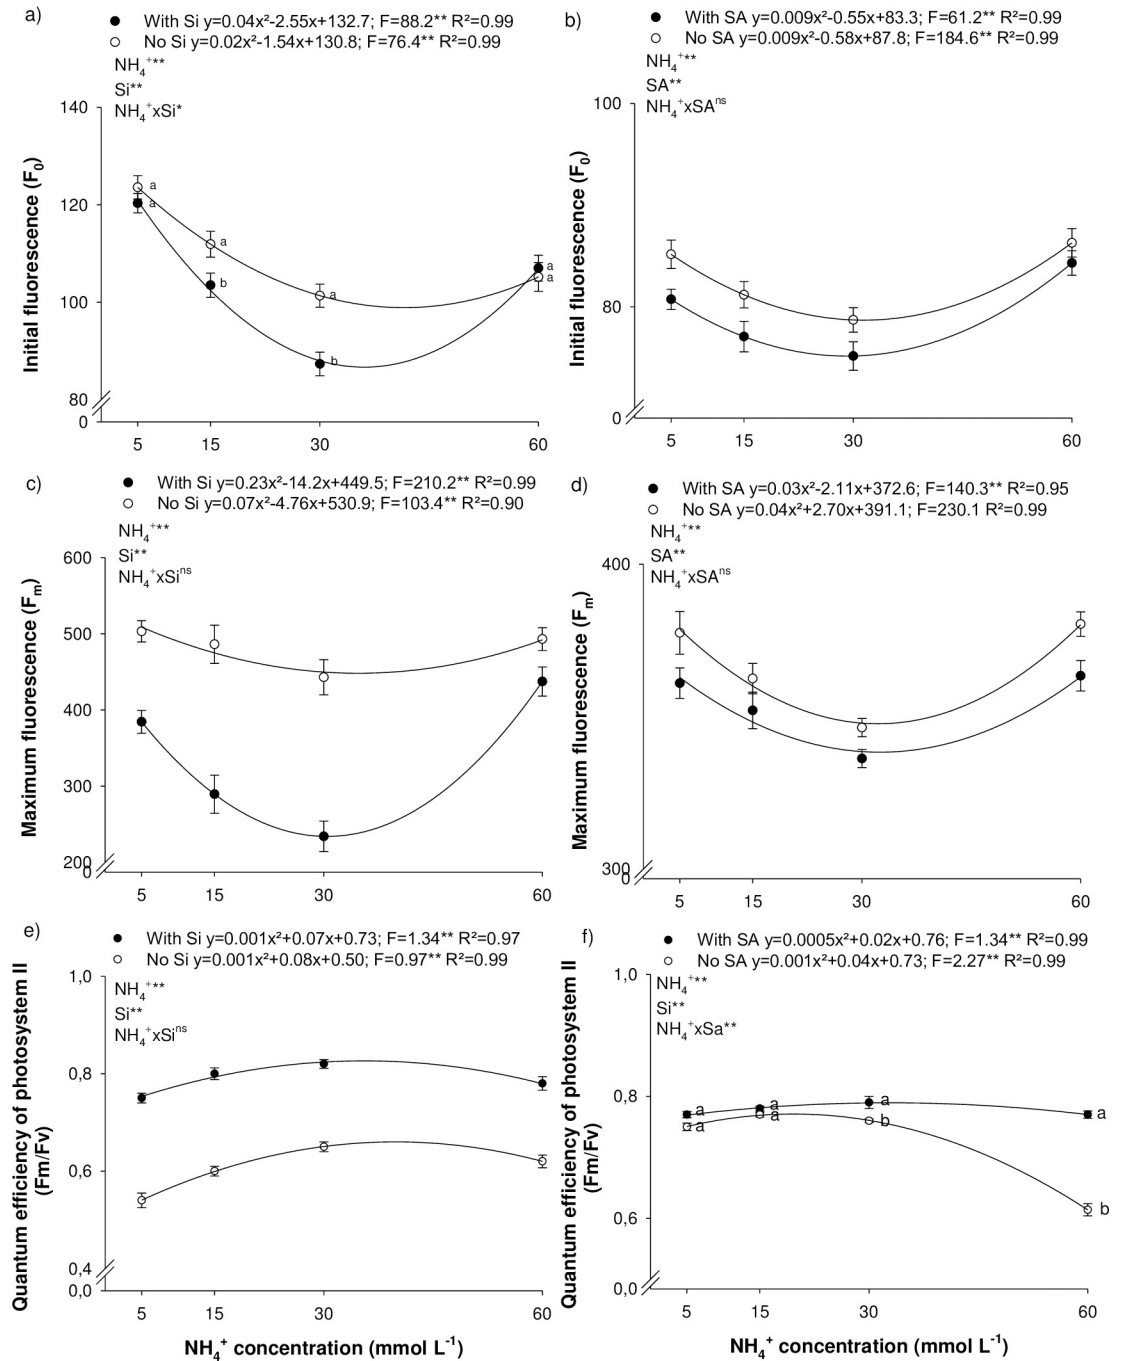 a)
With Si y=0.04x²-2.55x+132.7; F=88.2** R²=0.99
No Si y=0.02x²-1.54x+130.8; F=76.4** R²=0.99
NH₄⁺**
Si**
NH₄⁺xSi*
Initial fluorescence (F₀)
140
120
100
80
0
a
a
a
b
a
b
a
a
5 15 30 60
b)
With SA y=0.009x²-0.55x+83.3; F=61.2** R²=0.99
No SA y=0.009x²-0.58x+87.8; F=184.6** R²=0.99
NH₄⁺**
SA**
NH₄⁺xSAⁿˢ
Initial fluorescence (F₀)
100
80
0
5 15 30 60
c)
With Si y=0.23x²-14.2x+449.5; F=210.2** R²=0.99
No Si y=0.07x²-4.76x+530.9; F=103.4** R²=0.90
NH₄⁺**
Si**
NH₄⁺xSiⁿˢ
Maximum fluorescence (Fₘ)
600
500
400
300
200
0
5 15 30 60
d)
With SA y=0.03x²-2.11x+372.6; F=140.3** R²=0.95
No SA y=0.04x²+2.70x+391.1; F=230.1 R²=0.99
NH₄⁺**
SA**
NH₄⁺xSAⁿˢ
Maximum fluorescence (Fₘ)
400
300
0
5 15 30 60
e)
With Si y=0.001x²+0.07x+0.73; F=1.34** R²=0.97
No Si y=0.001x²+0.08x+0.50; F=0.97** R²=0.99
NH₄⁺**
Si**
NH₄⁺xSiⁿˢ
Quantum efficiency of photosystem II
(Fm/Fv)
1,0
0,8
0,6
0,4
0,0
5 15 30 60
NH₄⁺ concentration (mmol L⁻¹)
f)
With SA y=0.0005x²+0.02x+0.76; F=1.34** R²=0.99
No SA y=0.001x²+0.04x+0.73; F=2.27** R²=0.99
NH₄⁺**
Si**
NH₄⁺xSa**
Quantum efficiency of photosystem II
(Fm/Fv)
1,0
0,8
0,6
0,0
a
a
a
a
a
b
a
b
5 15 30 60
NH₄⁺ concentration (mmol L⁻¹)